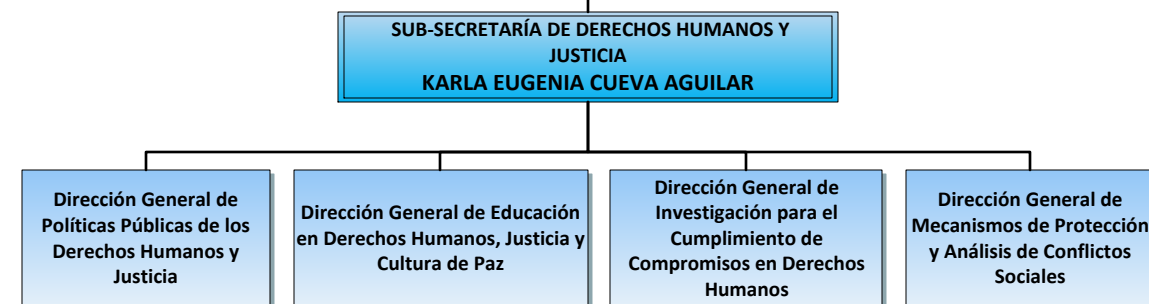 SUB-SECRETARÍA DE DERECHOS HUMANOS Y
JUSTICIA
KARLA EUGENIA CUEVA AGUILAR
Dirección General de
Políticas Públicas de los
Derechos Humanos y
Justicia
Dirección General de Educación
en Derechos Humanos, Justicia y
Cultura de Paz
Dirección General de
Investigación para el
Cumplimiento de
Compromisos en Derechos
Humanos
Dirección General de
Mecanismos de Protección
y Análisis de Conflictos
Sociales